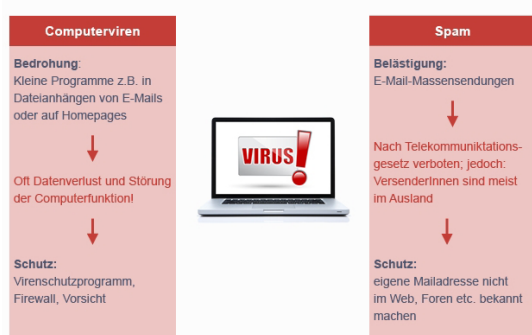 Computerviren
Bedrohung:
Kleine Programme z.B. in
Dateianhängen von E-Mails
oder auf Homepages
Oft Datenverlust und Störung
der Computerfunktion!
Schutz:
Virenschutzprogramm,
Firewall, Vorsicht
VIRUS!
Spam
Belästigung:
E-Mail-Massensendungen
Nach Telekommuniktations-
gesetz verboten; jedoch:
VersenderInnen sind meist
im Ausland
Schutz:
eigene Mailadresse nicht
im Web, Foren etc. bekannt
machen